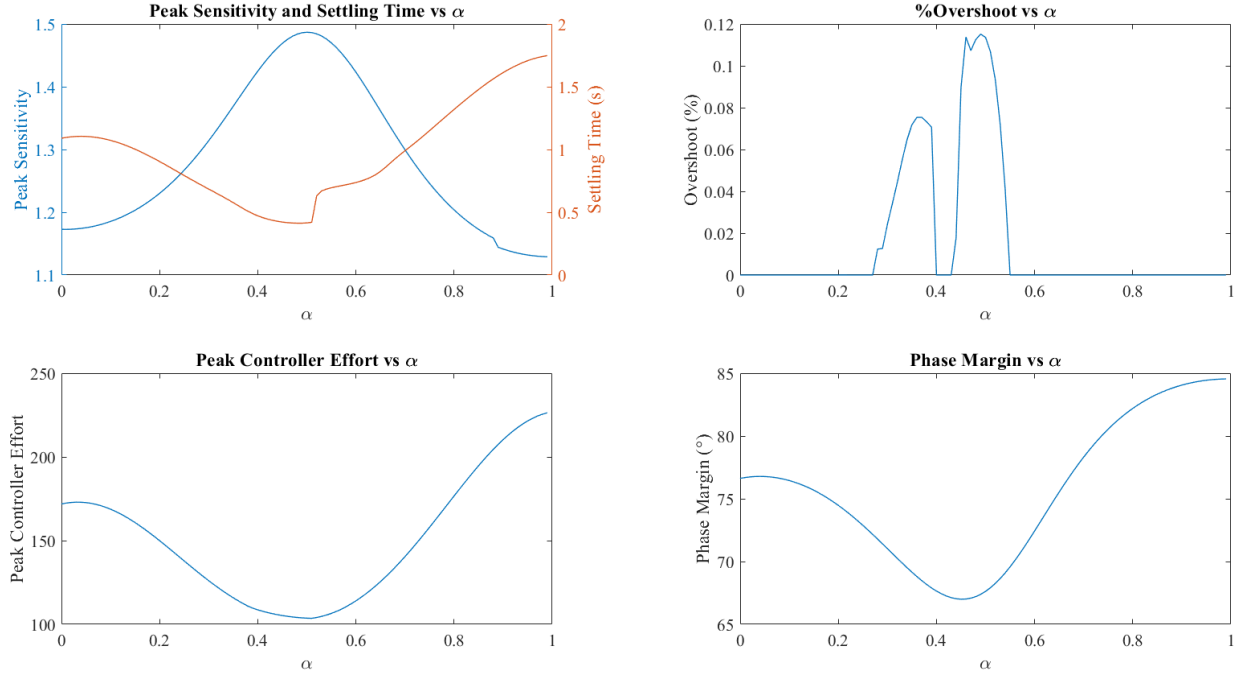 Peak Sensitivity and Settling Time vs α
1.5
1.4
1.3
1.2
1.1
Peak Sensitivity
2
1.5
1
0.5
0
Settling Time (s)
0 0.2 0.4 0.6 0.8 1
α
%Overshoot vs α
0.12
0.1
0.08
0.06
0.04
0.02
0
Overshoot (%)
0 0.2 0.4 0.6 0.8 1
α
Peak Controller Effort vs α
250
200
150
100
Peak Controller Effort
0 0.2 0.4 0.6 0.8 1
α
Phase Margin vs α
85
80
75
70
65
Phase Margin (°)
0 0.2 0.4 0.6 0.8 1
α